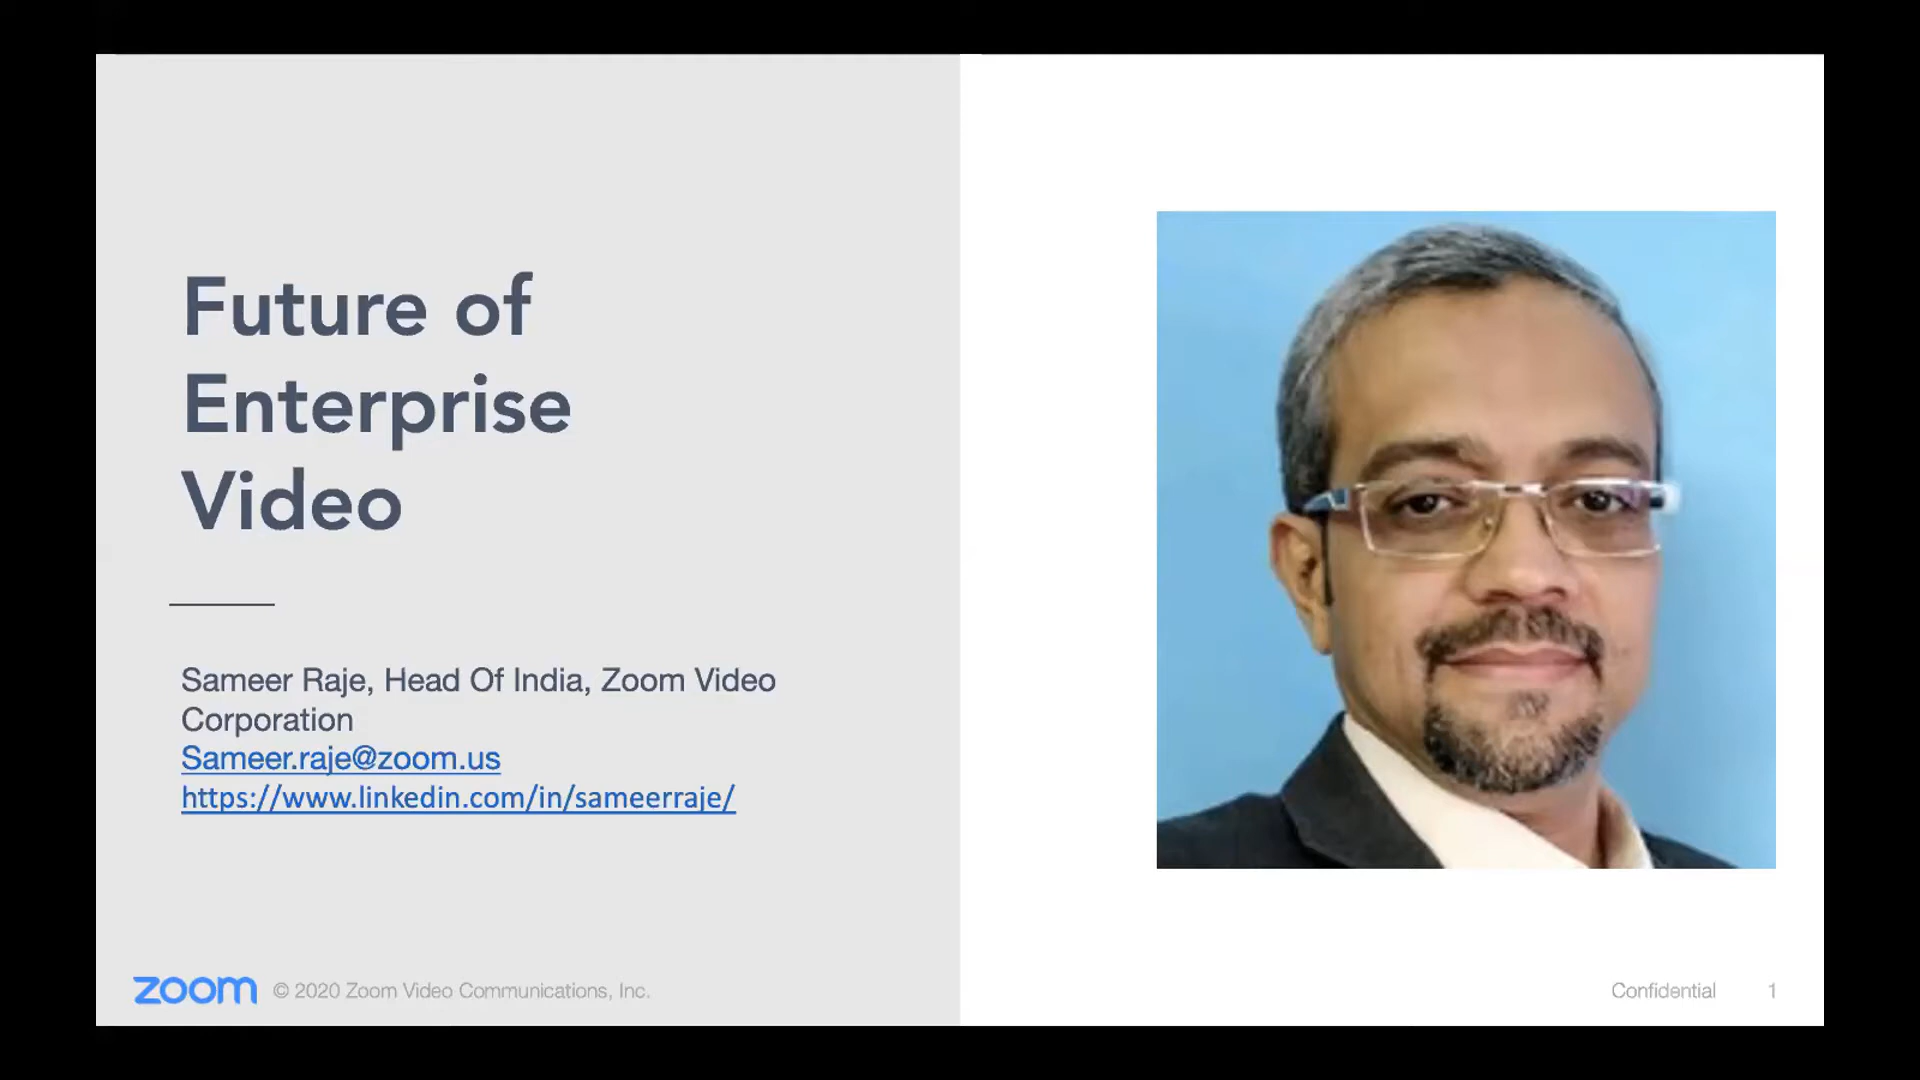 Future of
Enterprise
Video
Sameer Raje, Head Of India, Zoom Video
Corporation
Sameer.raje@zoom.us
https://www.linkedin.com/in/sameerraje/
zoom © 2020 Zoom Video Communications, Inc.
Confidential 1